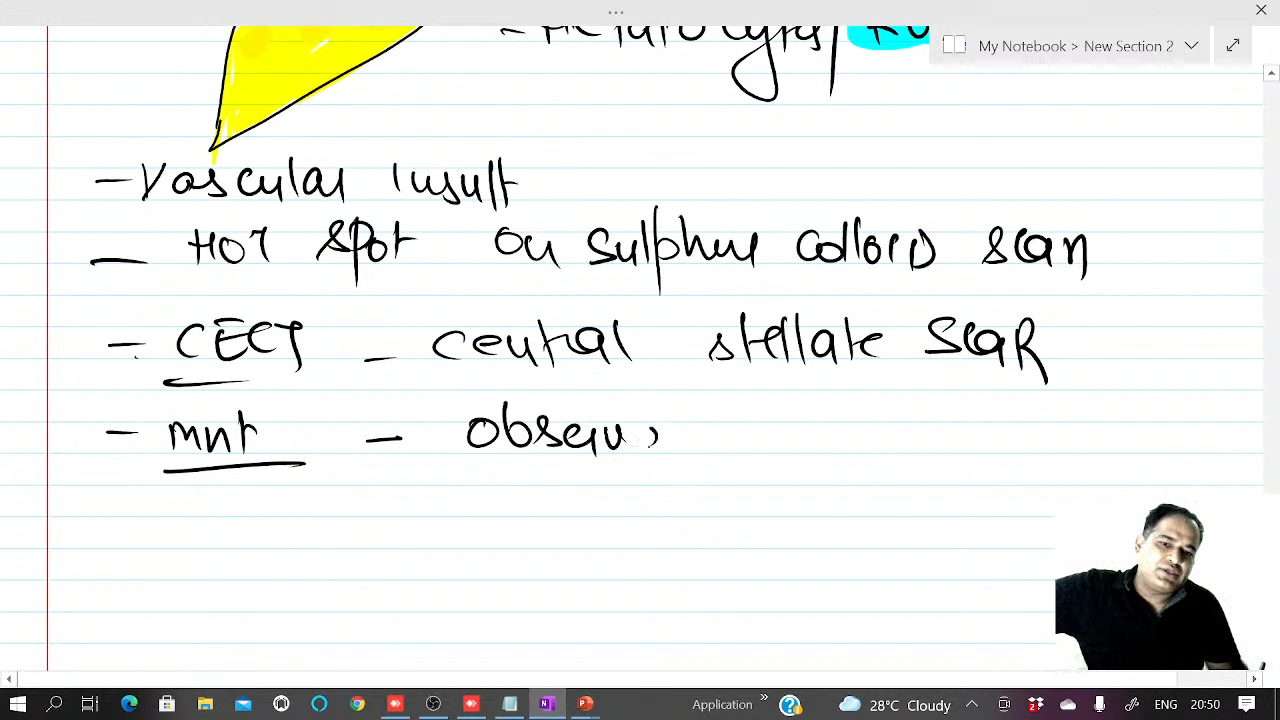 My Notebook > New Section 2
- Vascular Insult
- HOT SPOT ON Sulphur COLLOID SCAN
- CECT - Central stellate SCAR
- mnt - Observ
Application
28°C Cloudy
ENG
20:50